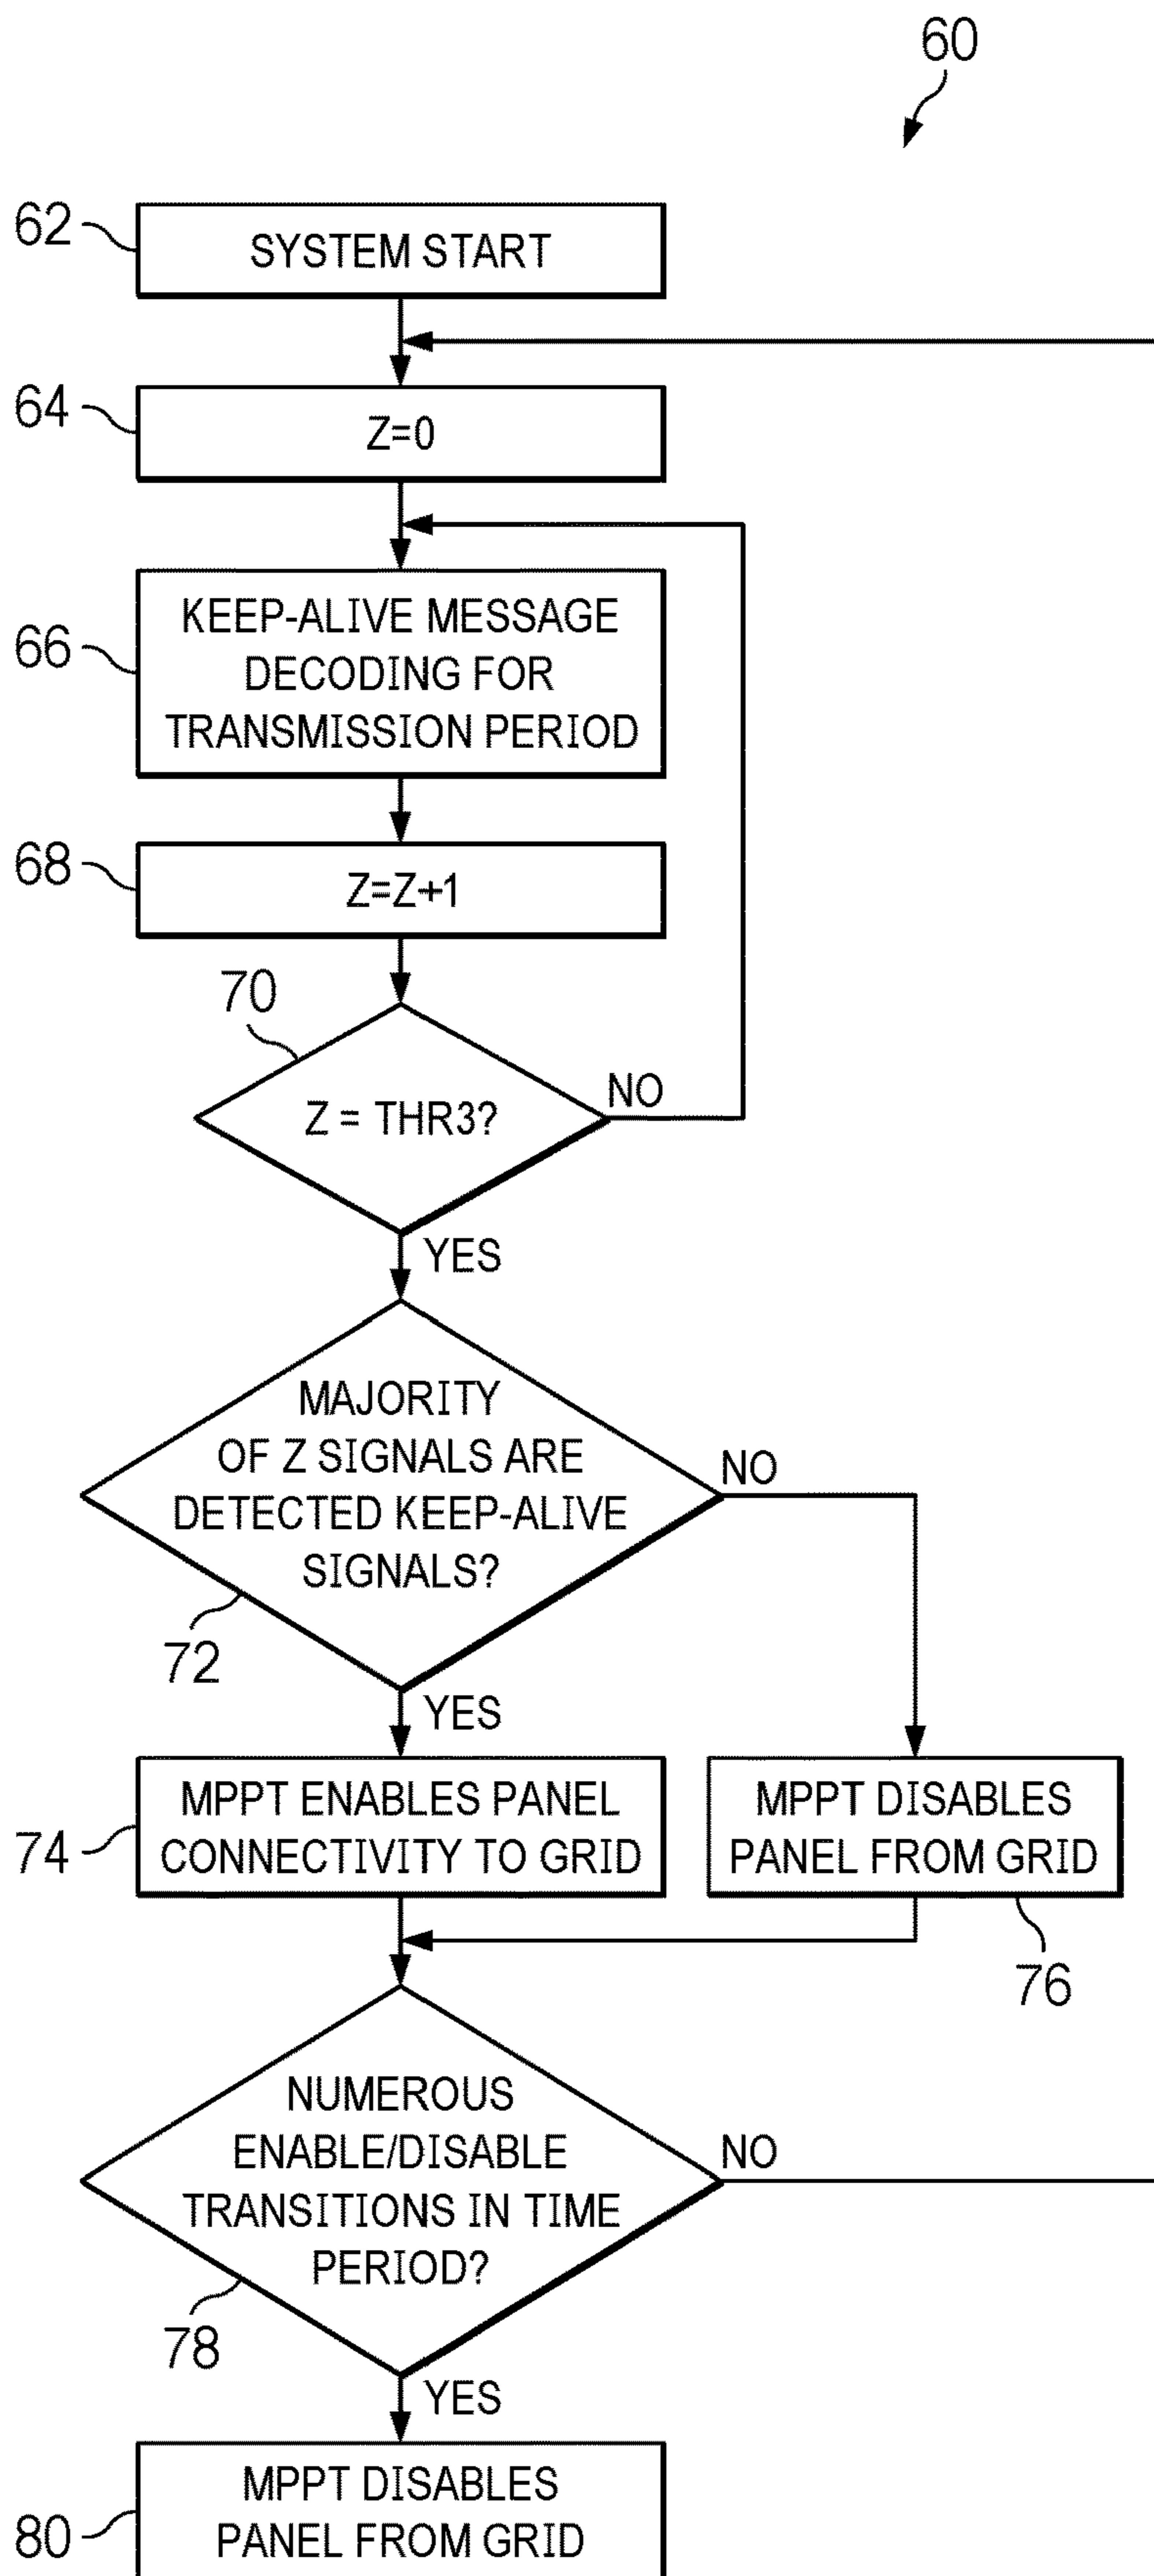 60
62
SYSTEM START
64
Z=0
66
KEEP-ALIVE MESSAGE
DECODING FOR
TRANSMISSION PERIOD
68
Z=Z+1
70
Z = THR3?
NO
YES
MAJORITY
OF Z SIGNALS ARE
DETECTED KEEP-ALIVE
SIGNALS?
NO
72
YES
74
MPPT ENABLES PANEL
CONNECTIVITY TO GRID
MPPT DISABLES
PANEL FROM GRID
76
NUMEROUS
ENABLE/DISABLE
TRANSITIONS IN TIME
PERIOD?
NO
78
YES
80
MPPT DISABLES
PANEL FROM GRID